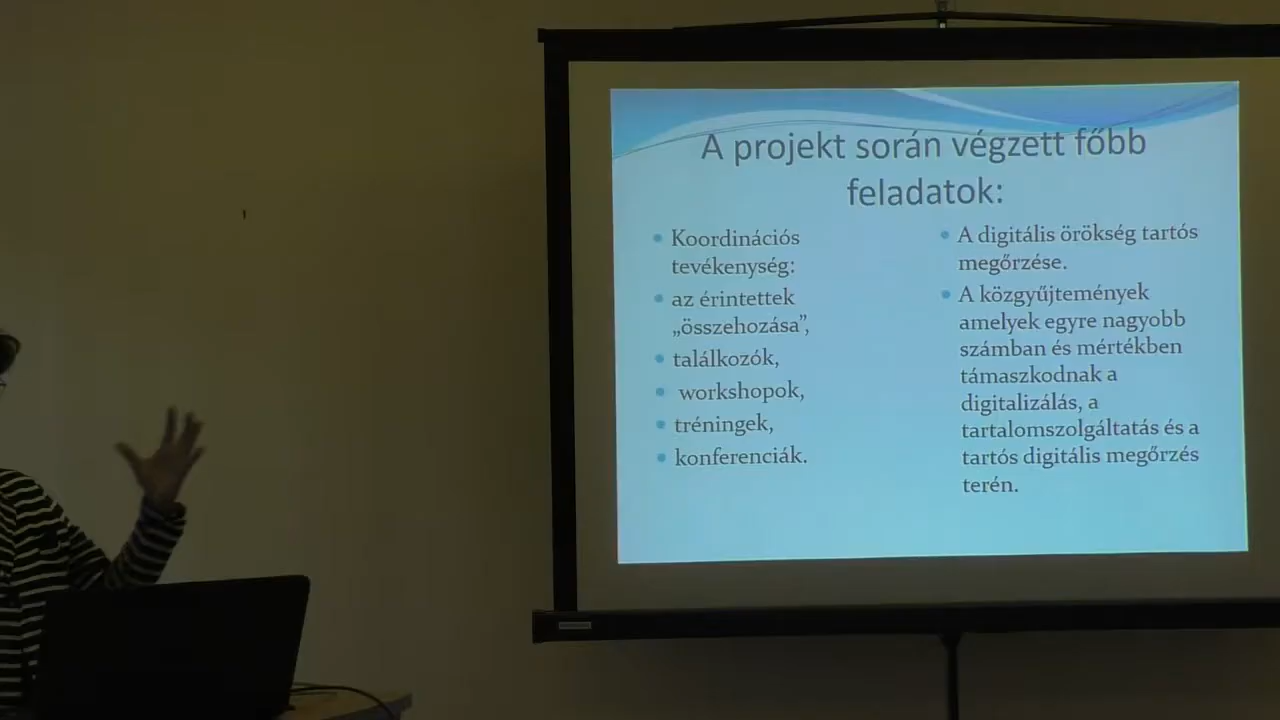 A projekt során végzett főbb
feladatok:
• Koordinációs
tevékenység:
• az érintettek
„összehozása”,
• találkozók,
• workshopok,
• tréningek,
• konferenciák.
• A digitális örökség tartós
megőrzése.
• A közgyűjtemények
amelyek egyre nagyobb
számban és mértékben
támaszkodnak a
digitalizálás, a
tartalomszolgáltatás és a
tartós digitális megőrzés
terén.